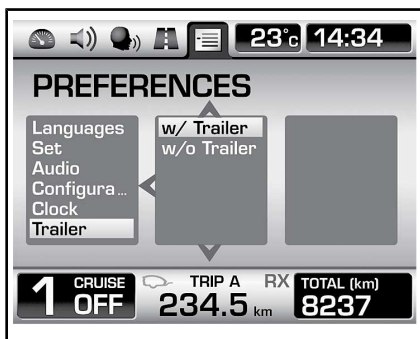 23°c 14:34
PREFERENCES
Languages
Set
Audio
Configura...
Clock
Trailer
w/ Trailer
w/o Trailer
1 CRUISE OFF
TRIP A
234.5 km
RX
TOTAL (km)
8237